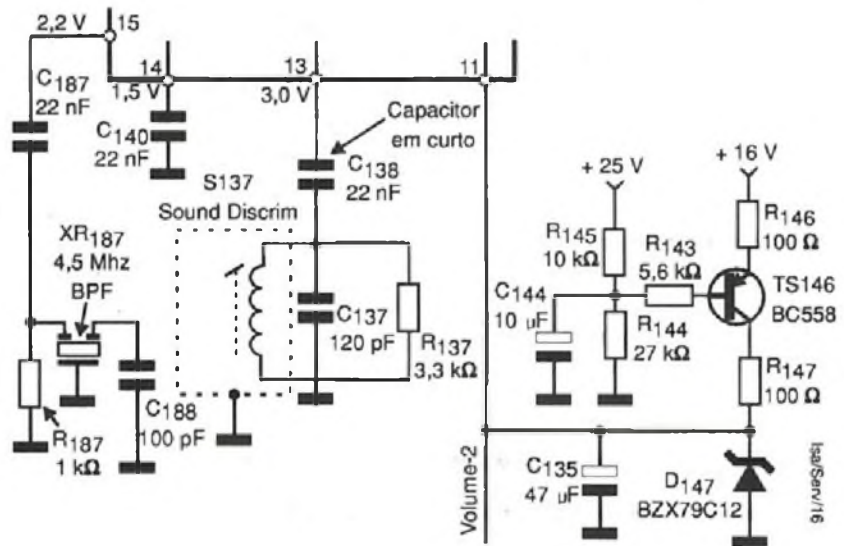 2,2 V
15
C187
22 nF
14
1,5 V
C140
22 nF
13
3,0 V
11
Capacitor
em curto
C138
22 nF
S137
Sound Discrim
XR187
4,5 Mhz
BPF
C137
120 pF
R137
3,3 kΩ
C188
100 pF
R187
1 kΩ
+ 25 V
+ 16 V
R145
10 kΩ
R143
5,6 kΩ
R146
100 Ω
C144
10 µF
TS146
BC558
R144
27 kΩ
R147
100 Ω
Volume-2
C135
47 µF
D147
BZX79C12
Isa/Serv/16